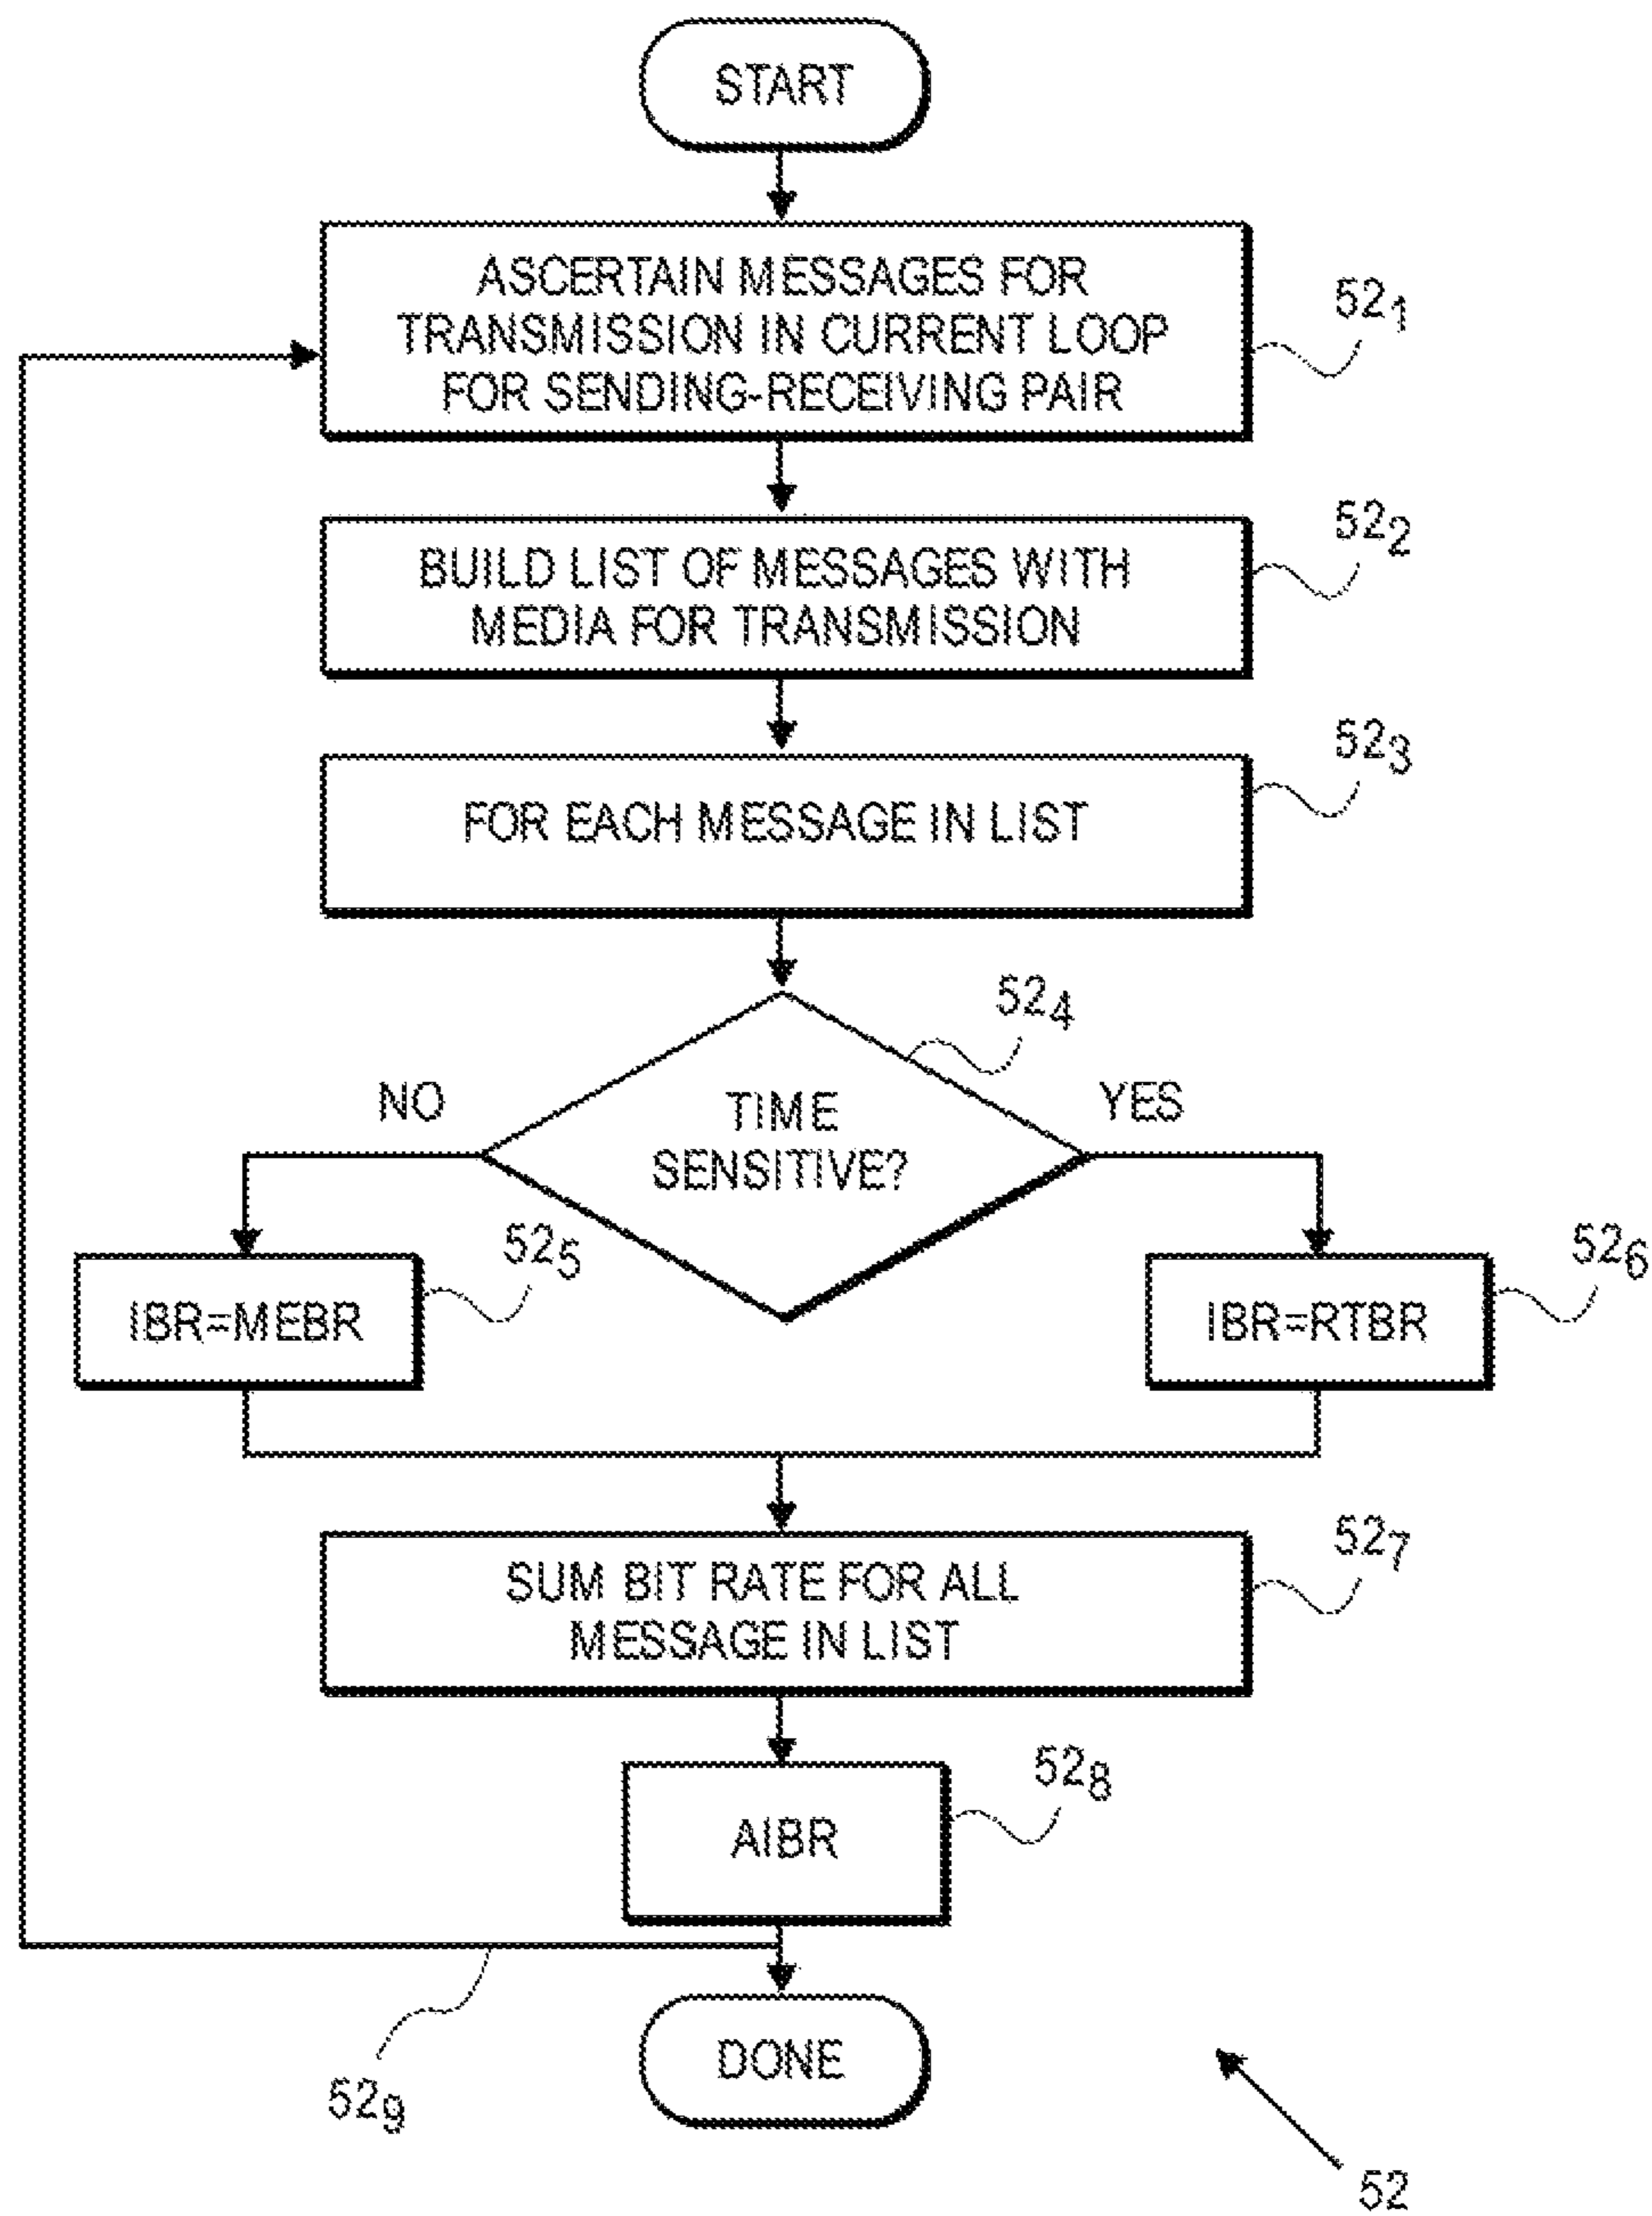 START
ASCERTAIN MESSAGES FOR
TRANSMISSION IN CURRENT LOOP
FOR SENDING-RECEIVING PAIR
52₁
BUILD LIST OF MESSAGES WITH
MEDIA FOR TRANSMISSION
52₂
FOR EACH MESSAGE IN LIST
52₃
52₄
NO
TIME
SENSITIVE?
YES
IBR=MEBR
52₅
IBR=RTBR
52₆
SUM BIT RATE FOR ALL
MESSAGE IN LIST
52₇
AIBR
52₈
DONE
52₉
52